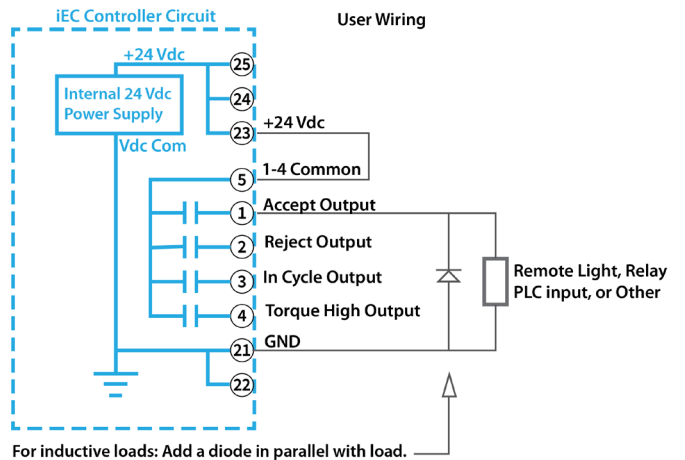 iEC Controller Circuit
User Wiring
+24 Vdc
25
Internal 24 Vdc
Power Supply
24
23
+24 Vdc
Vdc Com
5
1-4 Common
1
Accept Output
2
Reject Output
3
In Cycle Output
4
Torque High Output
Remote Light, Relay
PLC input, or Other
21
GND
22
For inductive loads: Add a diode in parallel with load.